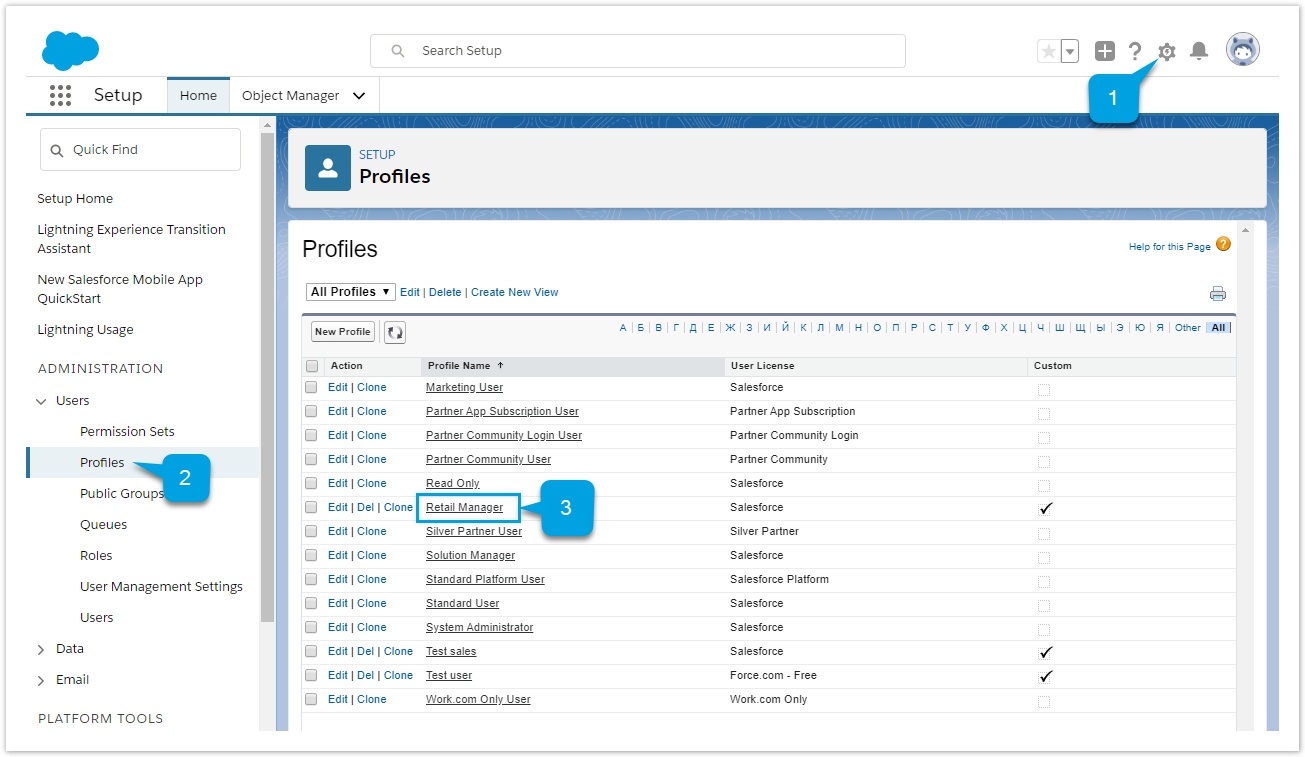 Search Setup
1
Setup
Home
Object Manager
Quick Find
Setup Home
Lightning Experience Transition
Assistant
New Salesforce Mobile App
QuickStart
Lightning Usage
ADMINISTRATION
Users
Permission Sets
Profiles
2
Public Groups
Queues
Roles
User Management Settings
Users
Data
Email
PLATFORM TOOLS
SETUP
Profiles
Profiles
Help for this Page ?
All Profiles ▼ Edit | Delete | Create New View
New Profile
А | Б | В | Г | Д | Е | Ж | З | И | Й | К | Л | М | Н | О | П | Р | С | Т | У | Ф | Х | Ц | Ч | Ш | Щ | Ы | Э | Ю | Я | Other | All |
Action Profile Name ↑ User License Custom
Edit | Clone Marketing User Salesforce
Edit | Clone Partner App Subscription User Partner App Subscription
Edit | Clone Partner Community Login User Partner Community Login
Edit | Clone Partner Community User Partner Community
Edit | Clone Read Only Salesforce
Edit | Del | Clone Retail Manager Salesforce ✓
3
Edit | Clone Silver Partner User Silver Partner
Edit | Clone Solution Manager Salesforce
Edit | Clone Standard Platform User Salesforce Platform
Edit | Clone Standard User Salesforce
Edit | Clone System Administrator Salesforce
Edit | Del | Clone Test sales Salesforce ✓
Edit | Del | Clone Test user Force.com - Free ✓
Edit | Clone Work.com Only User Work.com Only